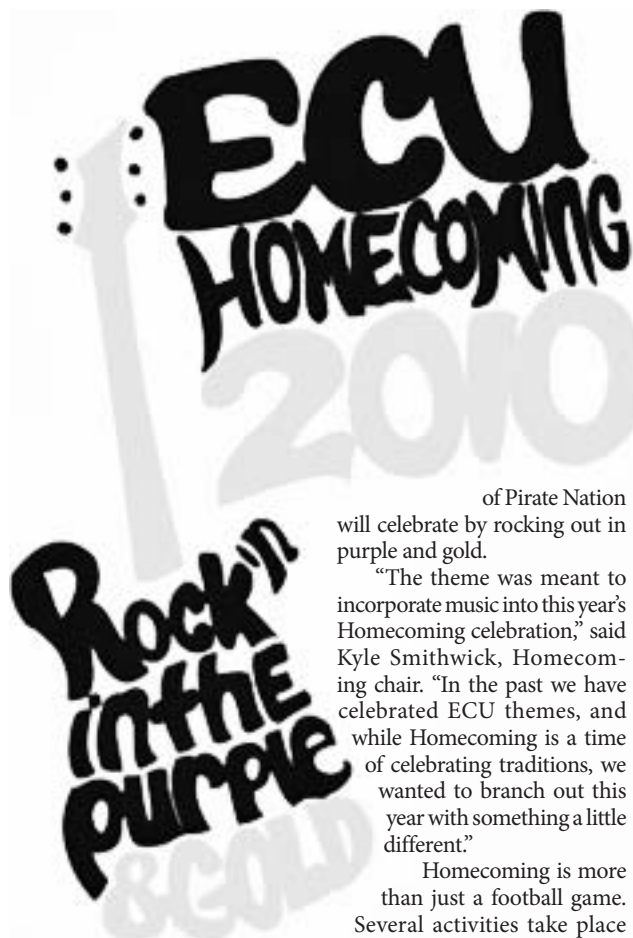 ECU
HOMECOMING
2010
Rock'n
in the
purple
&GOLD
of Pirate Nation
will celebrate by rocking out in
purple and gold.
“The theme was meant to
incorporate music into this year’s
Homecoming celebration,” said
Kyle Smithwick, Homecom-
ing chair. “In the past we have
celebrated ECU themes, and
while Homecoming is a time
of celebrating traditions, we
wanted to branch out this
year with something a little
different.”
Homecoming is more
than just a football game.
Several activities take place